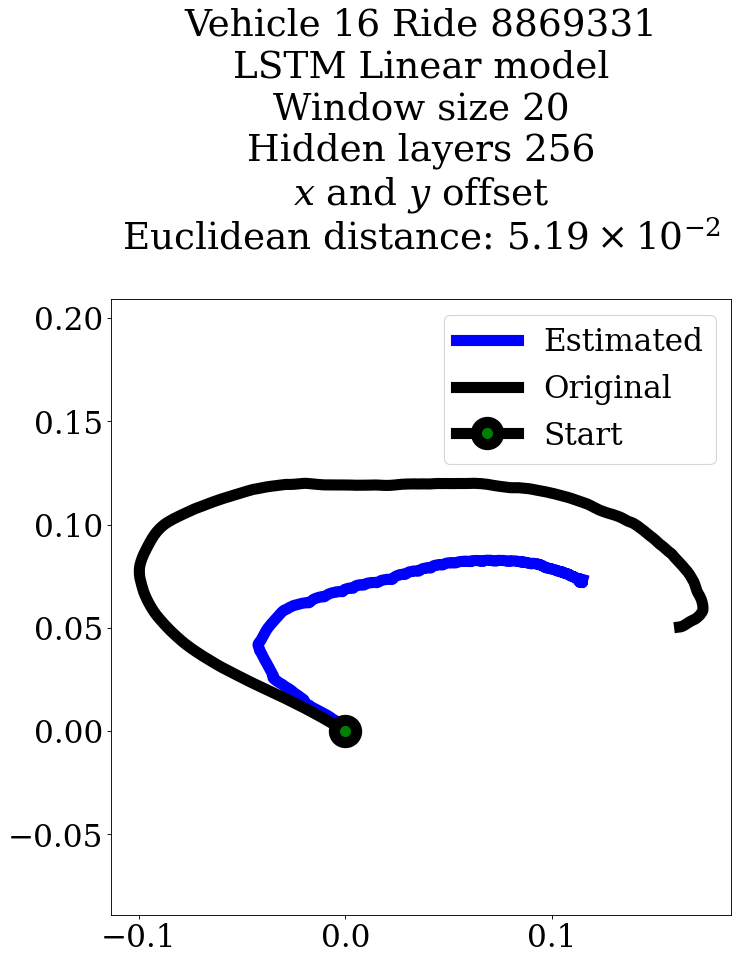 Vehicle 16 Ride 8869331
LSTM Linear model
Window size 20
Hidden layers 256
x and y offset
Euclidean distance: 5.19 × 10⁻²
0.20
0.15
0.10
0.05
0.00
−0.05
Estimated
Original
Start
−0.1
0.0
0.1